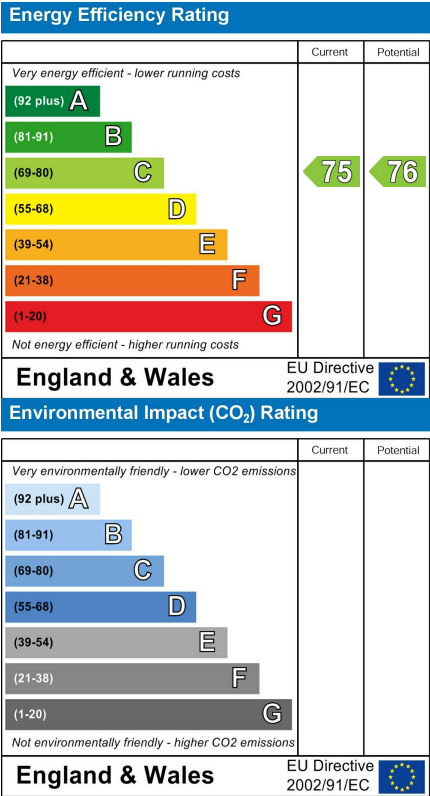 Energy Efficiency Rating
Current Potential
Very energy efficient - lower running costs
(92 plus) A
(81-91) B
(69-80) C 75 76
(55-68) D
(39-54) E
(21-38) F
(1-20) G
Not energy efficient - higher running costs
England & Wales
EU Directive
2002/91/EC
Environmental Impact (CO₂) Rating
Current Potential
Very environmentally friendly - lower CO2 emissions
(92 plus) A
(81-91) B
(69-80) C
(55-68) D
(39-54) E
(21-38) F
(1-20) G
Not environmentally friendly - higher CO2 emissions
England & Wales
EU Directive
2002/91/EC